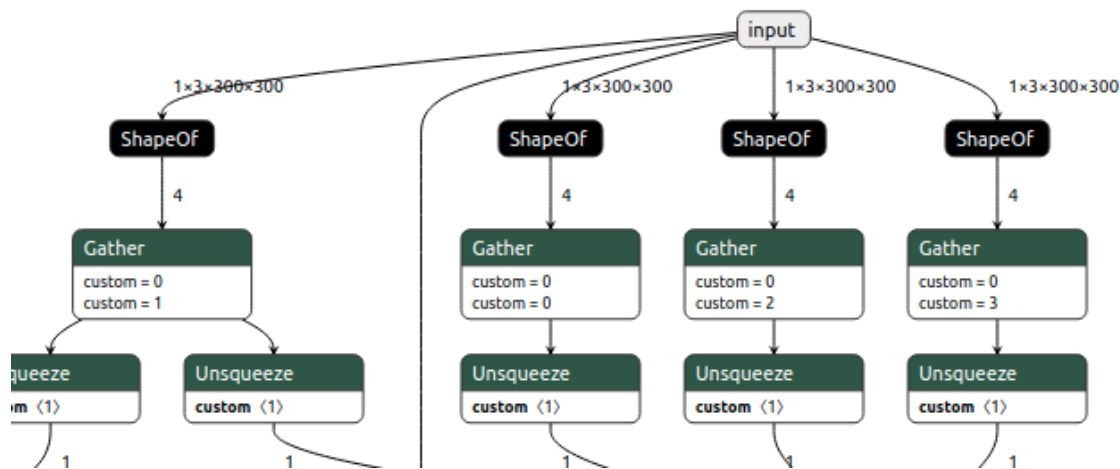 input
1×3×300×300 1×3×300×300 1×3×300×300 1×3×300×300
ShapeOf ShapeOf ShapeOf ShapeOf
4 4 4 4
Gather Gather Gather Gather
custom = 0 custom = 0 custom = 0 custom = 0
custom = 1 custom = 0 custom = 2 custom = 3
queeze Unsqueeze Unsqueeze Unsqueeze Unsqueeze
om ⟨1⟩ custom ⟨1⟩ custom ⟨1⟩ custom ⟨1⟩ custom ⟨1⟩
1 1 1 1 1